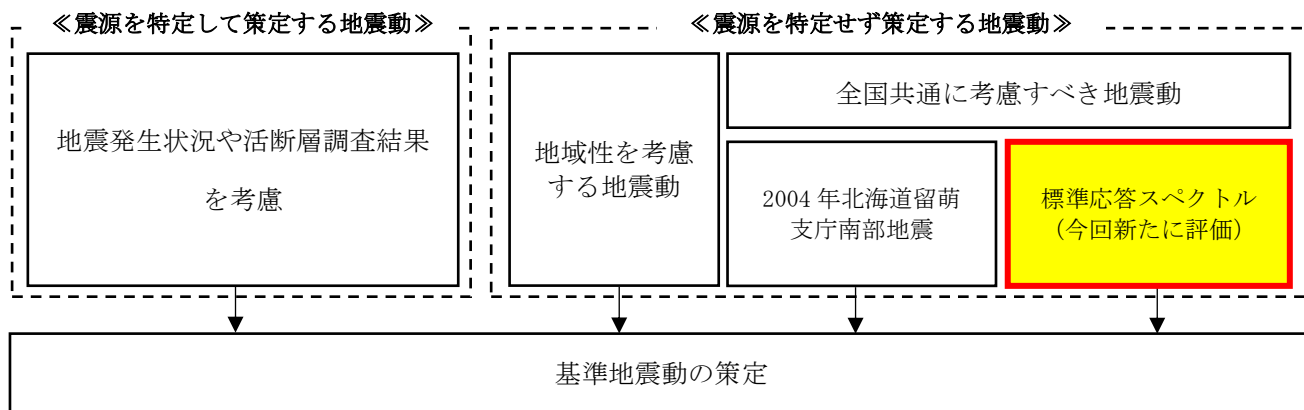 ≪震源を特定して策定する地震動≫
地震発生状況や活断層調査結果
を考慮
≪震源を特定せず策定する地震動≫
地域性を考慮
する地震動
全国共通に考慮すべき地震動
2004 年北海道留萌
支庁南部地震
標準応答スペクトル
（今回新たに評価）
基準地震動の策定